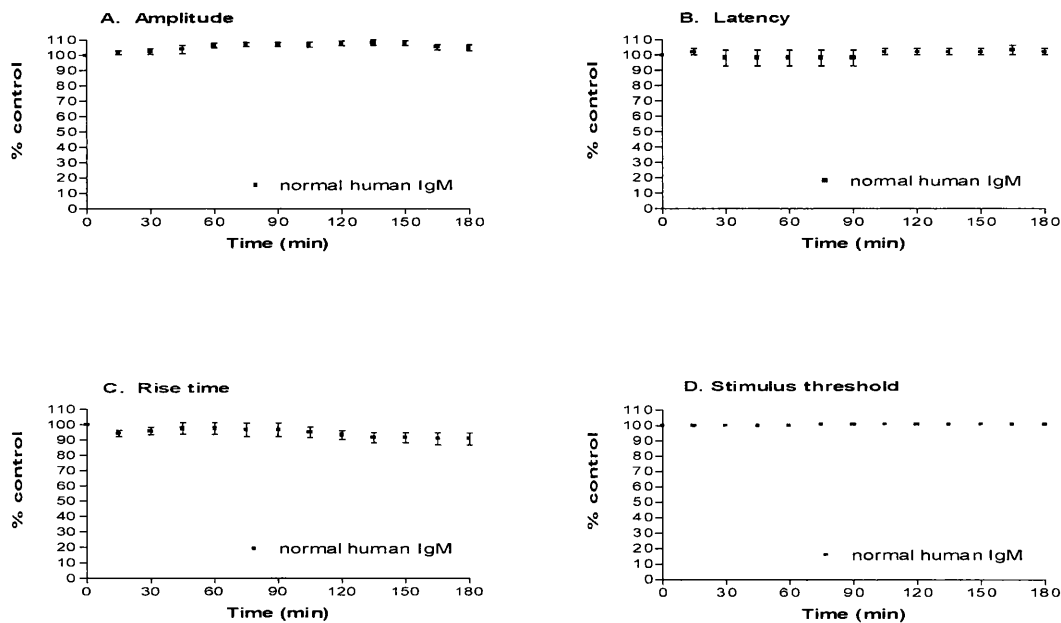 A. Amplitude
110
100
90
80
70
60
50
40
30
20
10
0
% control
normal human IgM
0 30 60 90 120 150 180
Time (min)
B. Latency
110
100
90
80
70
60
50
40
30
20
10
0
% control
normal human IgM
0 30 60 90 120 150 180
Time (min)
C. Rise time
110
100
90
80
70
60
50
40
30
20
10
0
% control
normal human IgM
0 30 60 90 120 150 180
Time (min)
D. Stimulus threshold
110
100
90
80
70
60
50
40
30
20
10
0
% control
normal human IgM
0 30 60 90 120 150 180
Time (min)